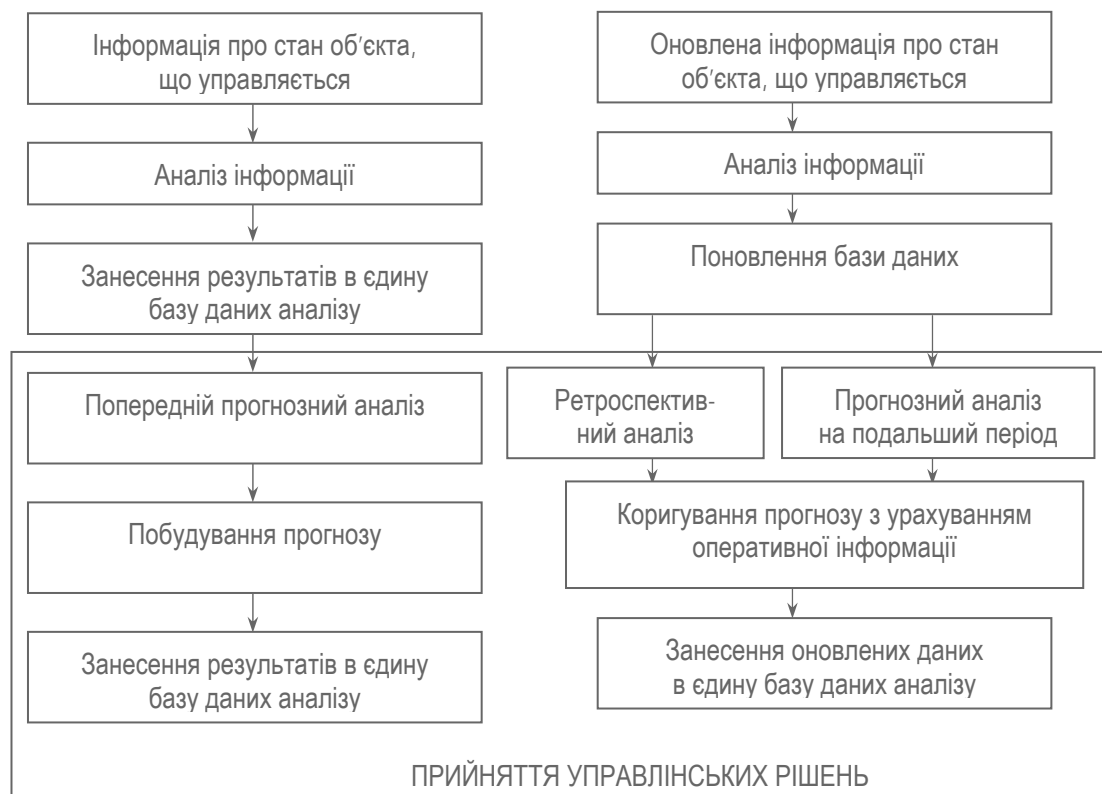 Інформація про стан об'єкта,
що управляється
Аналіз інформації
Занесення результатів в єдину
базу даних аналізу
Попередній прогнозний аналіз
Побудування прогнозу
Занесення результатів в єдину
базу даних аналізу
Оновлена інформація про стан
об'єкта, що управляється
Аналіз інформації
Поновлення бази даних
Ретроспектив-
ний аналіз
Прогнозний аналіз
на подальший період
Коригування прогнозу з урахуванням
оперативної інформації
Занесення оновлених даних
в єдину базу даних аналізу
ПРИЙНЯТТЯ УПРАВЛІНСЬКИХ РІШЕНЬ